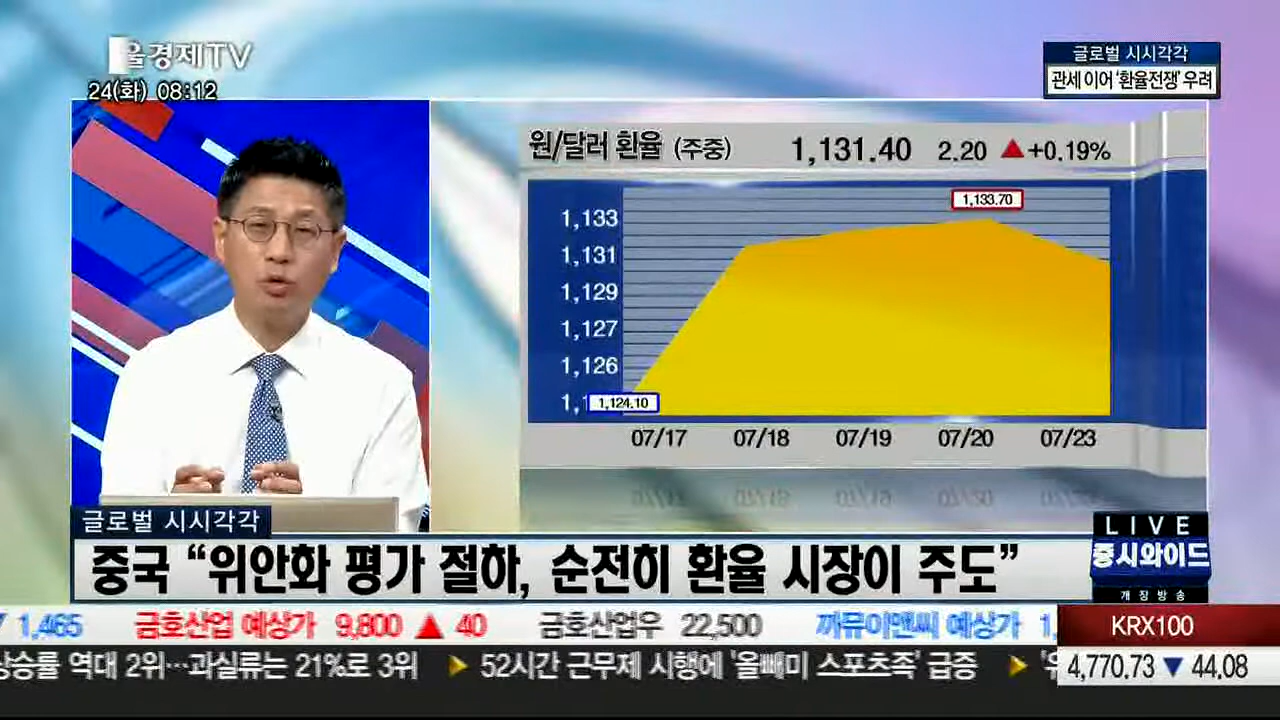 울경제TV
24(화) 08:12
글로벌 시시각각
관세 이어 '환율전쟁' 우려
원/달러 환율 (주중) 1,131.40 2.20 ▲+0.19%
1,133.70
1,133
1,131
1,129
1,127
1,126
1,124.10
07/17 07/18 07/19 07/20 07/23
글로벌 시시각각
중국 “위안화 평가 절하, 순전히 환율 시장이 주도”
LIVE
증시와이드
개장방송
1,465 금호산업 예상가 9,800 ▲ 40 금호산업우 22,500 까뮤이앤씨 예상가 1,
KRX100
상승률 역대 2위…과실류는 21%로 3위 ▶ 52시간 근무제 시행에 '올빼미 스포츠족' 급증 ▶
4,770.73 ▼ 44.08